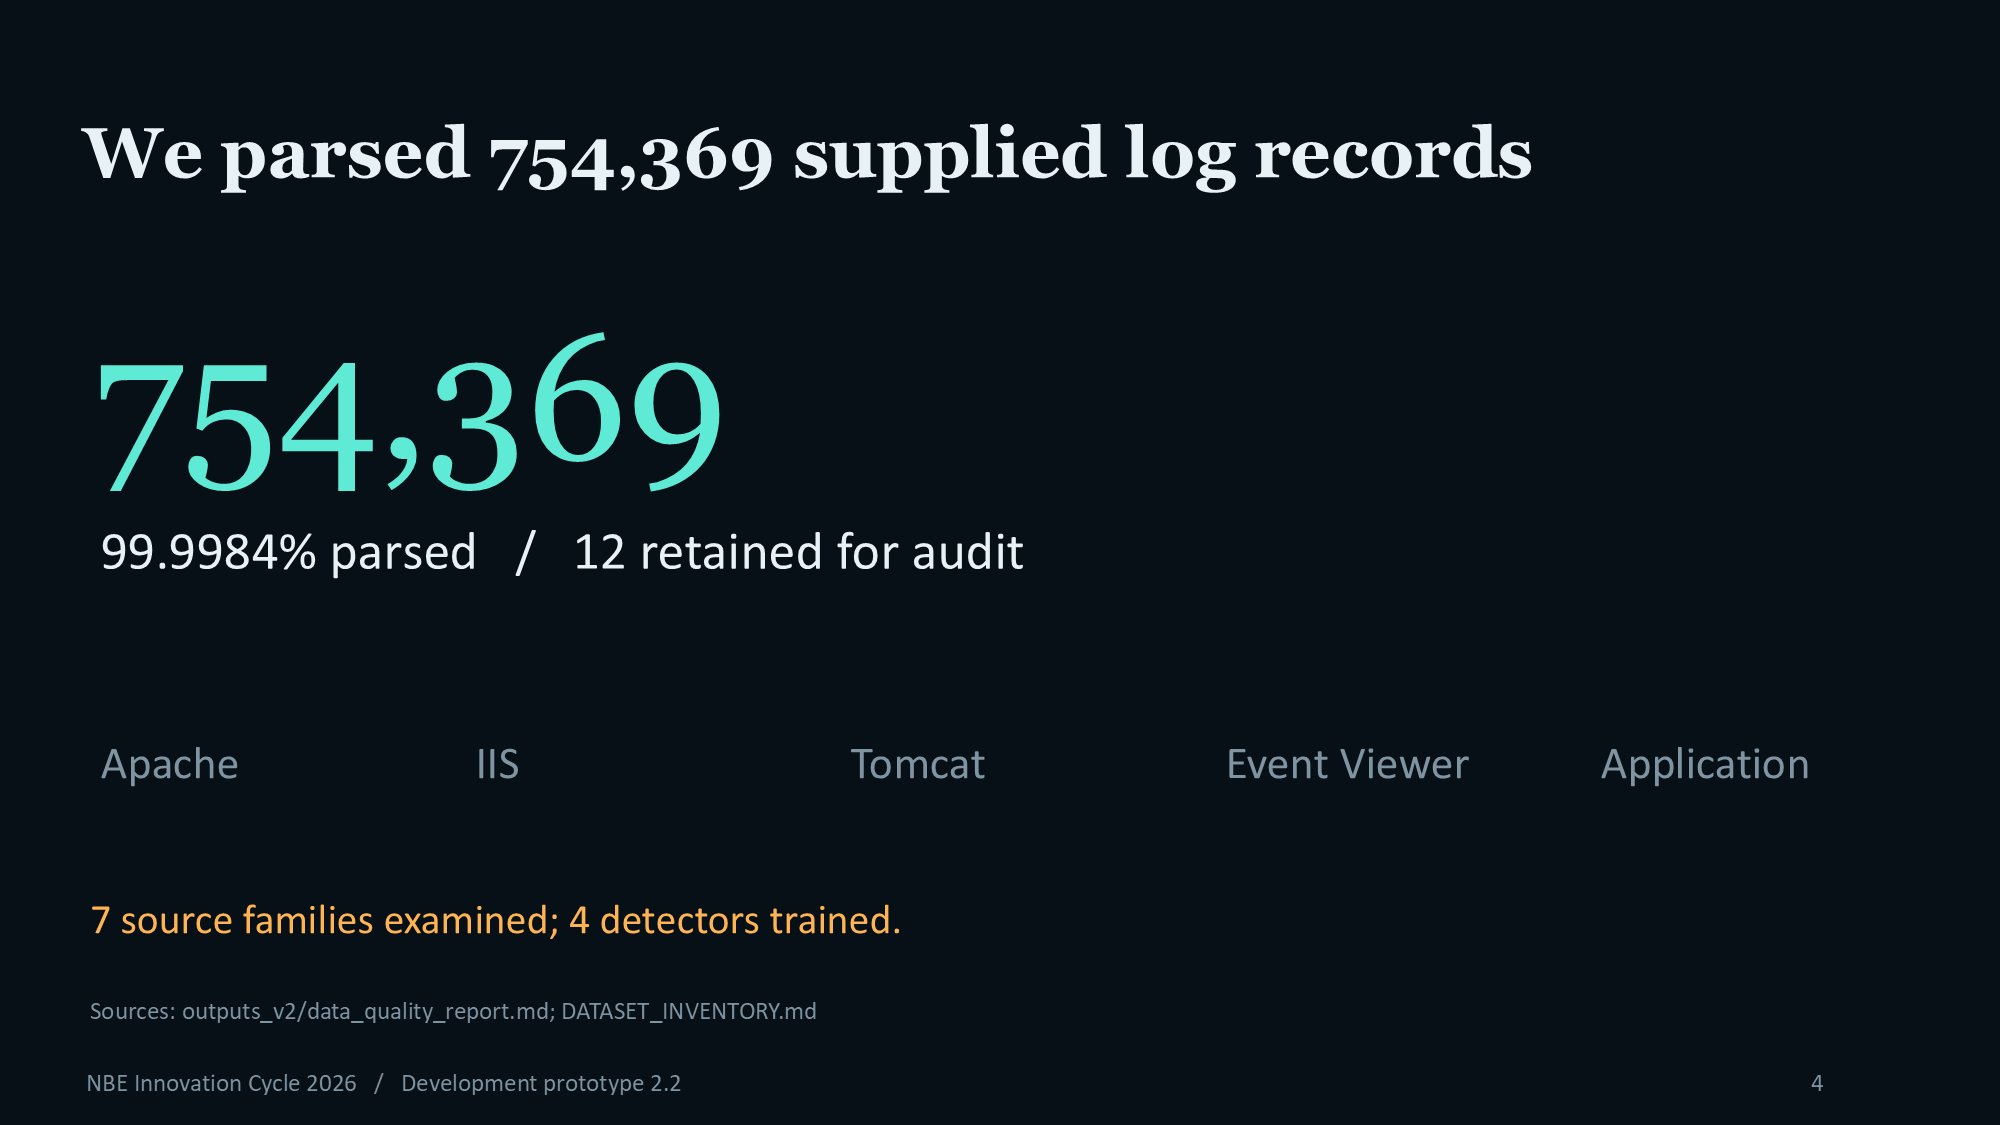 We parsed 754,369 supplied log records
754,369
99.9984% parsed / 12 retained for audit
Apache IIS Tomcat Event Viewer Application
7 source families examined; 4 detectors trained.
Sources: outputs_v2/data_quality_report.md; DATASET_INVENTORY.md
NBE Innovation Cycle 2026 / Development prototype 2.2 4